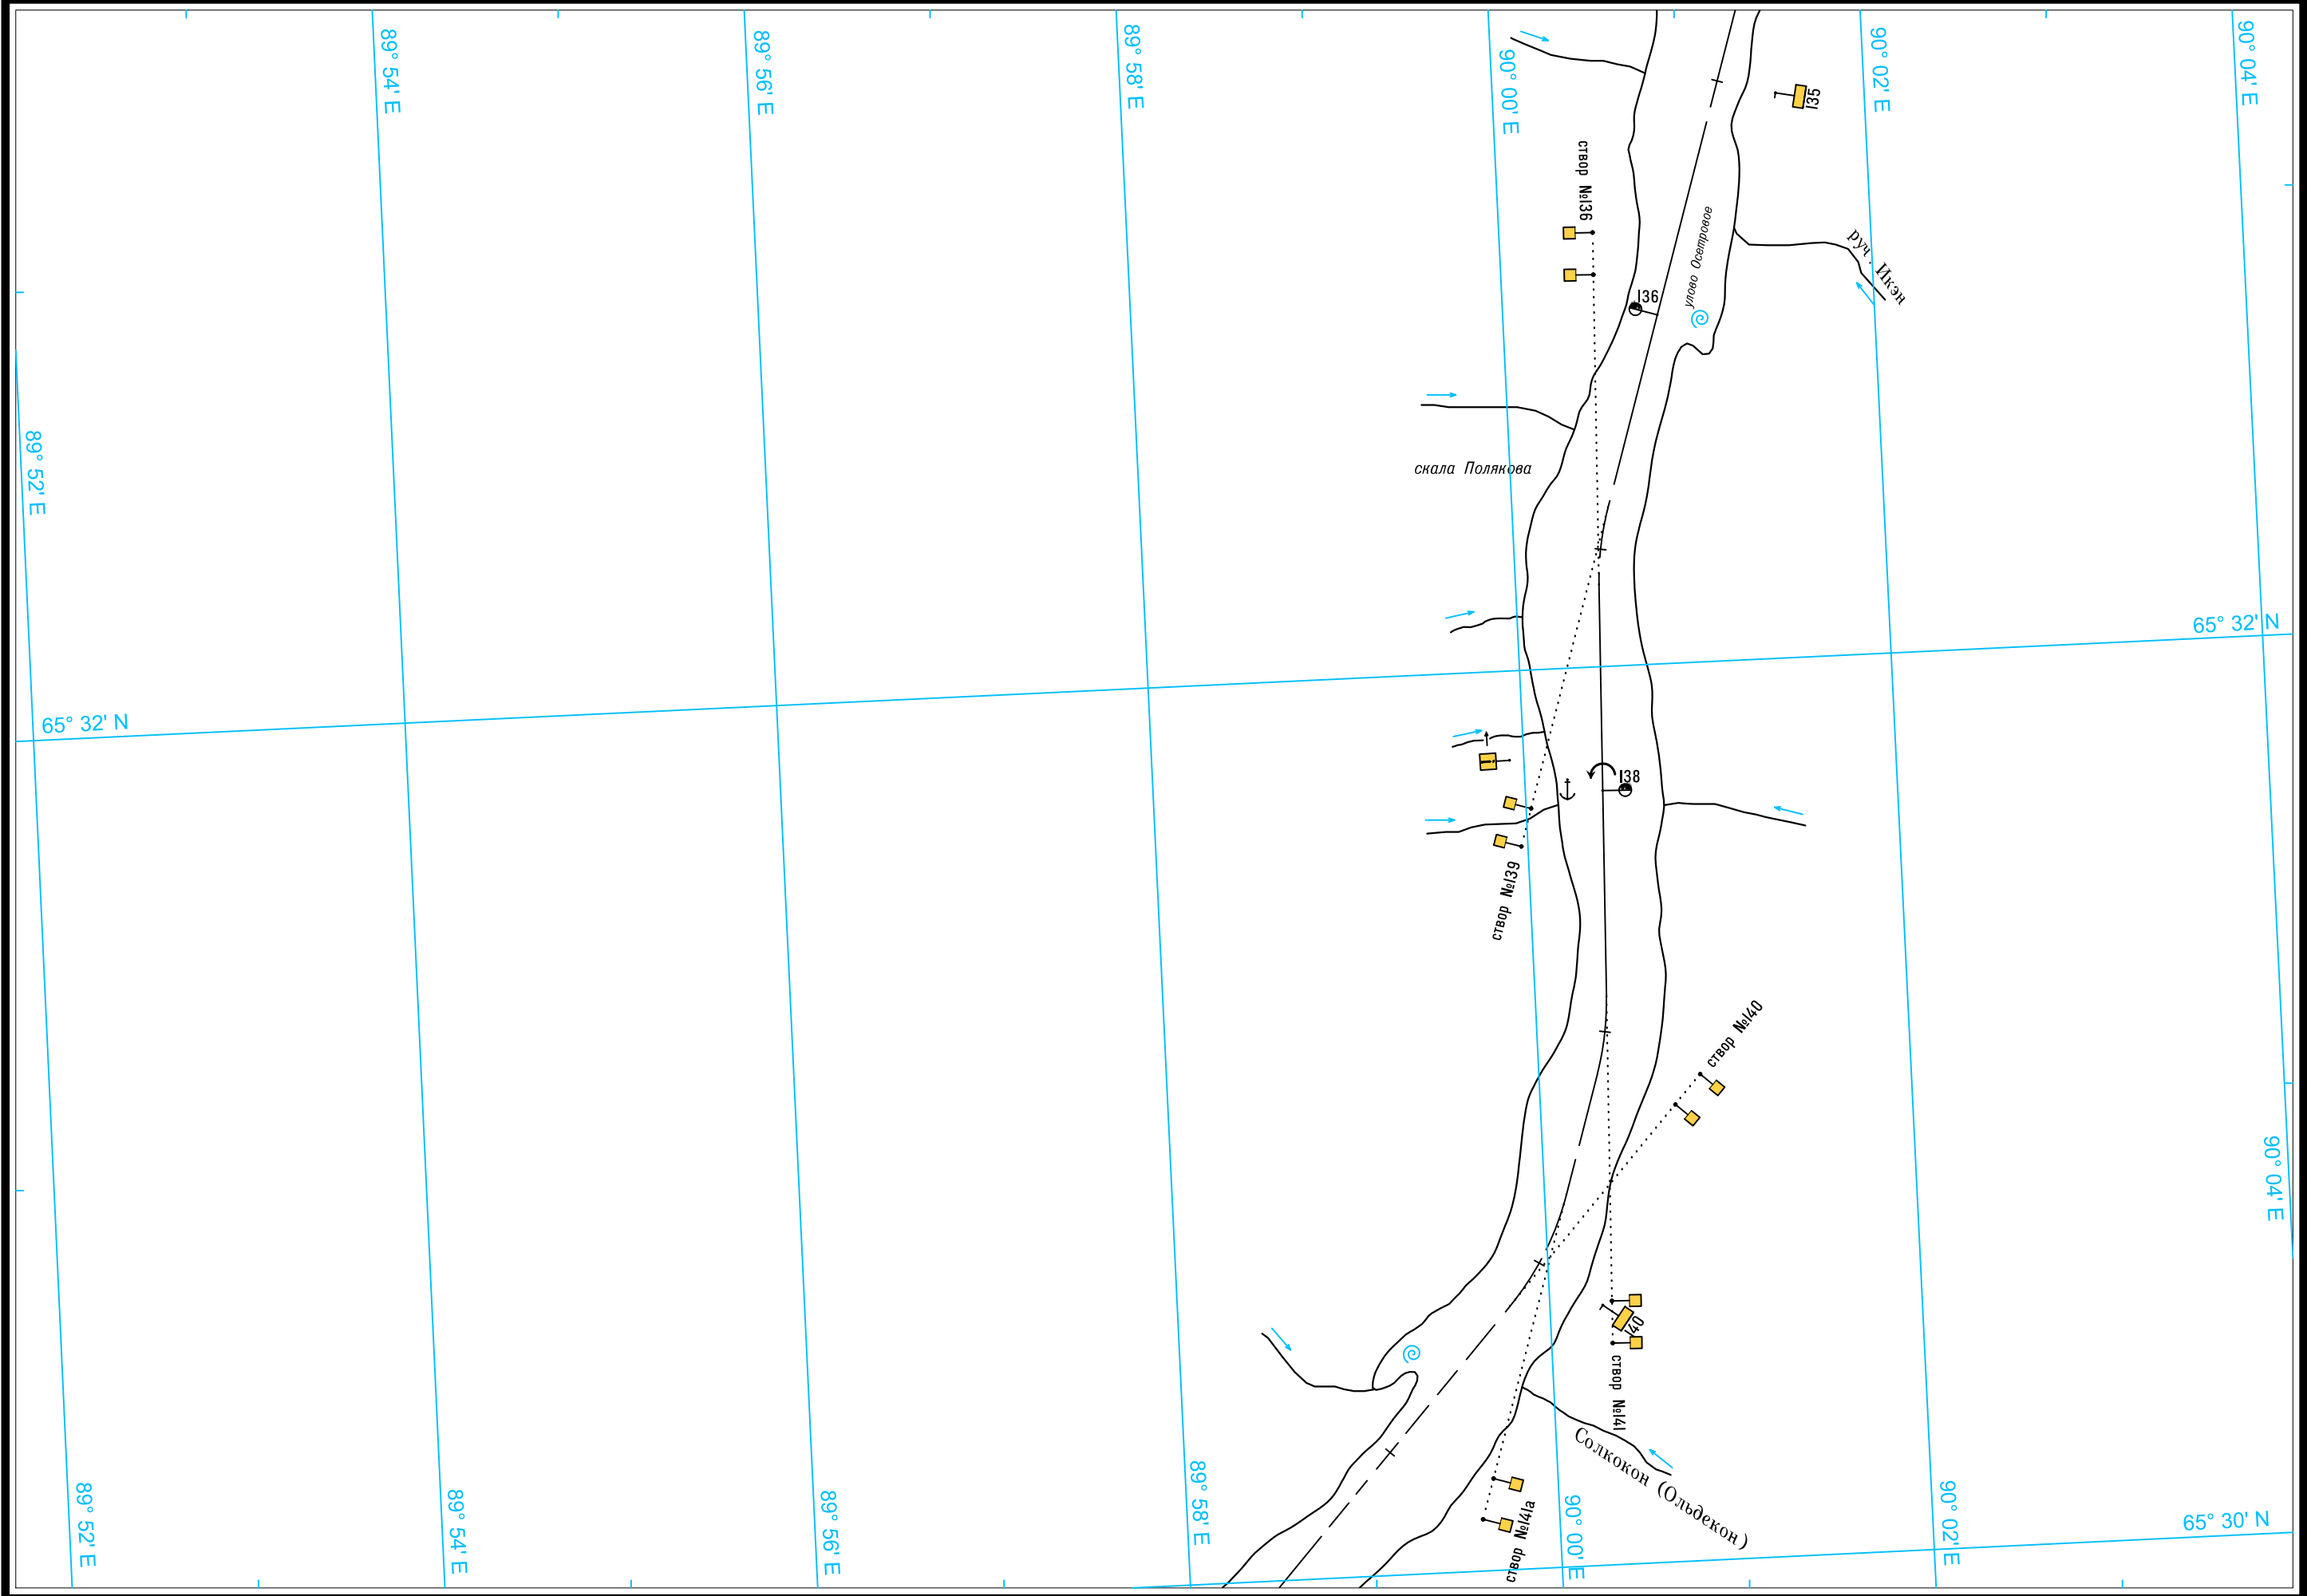 89° 54' E
89° 56' E
89° 58' E
90° 00' E
90° 02' E
90° 04' E
135
створ №136
руч. Икэн
улово Осетровое
136
89° 52' E
скала Полякова
65° 32' N
65° 32' N
138
створ №139
створ №140
90° 04' E
140
створ №141
Солкокон (Ольдекон)
створ №141а
65° 30' N
89° 52' E
89° 54' E
89° 56' E
89° 58' E
90° 00' E
90° 02' E